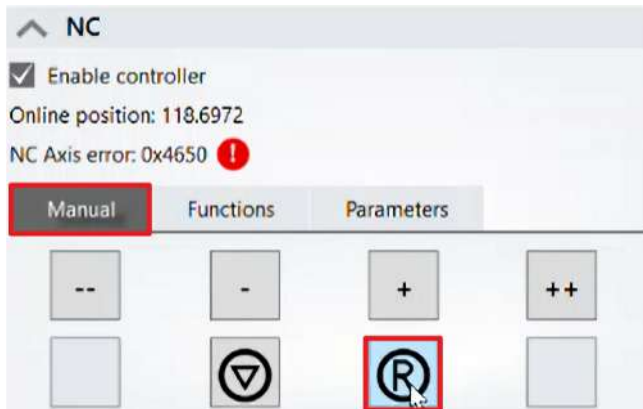 NC
Enable controller
Online position: 118.6972
NC Axis error: 0x4650 !
Manual Functions Parameters
-- - + ++
R